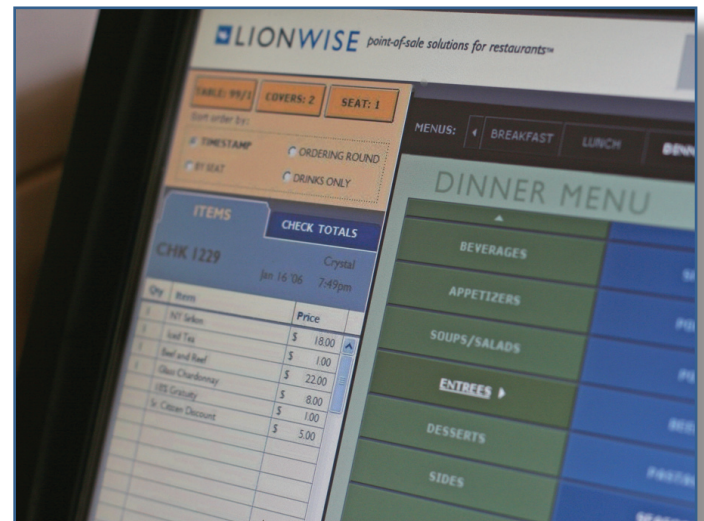 LIONWISE point-of-sale solutions for restaurants℠
TABLE: 99/1 COVERS: 2 SEAT: 1
Sort order by:
TIMESTAMP ORDERING ROUND
BY SEAT DRINKS ONLY
ITEMS CHECK TOTALS
CHK 1229 Crystal
Jan 16 '06 7:49pm
Qty Item Price
NY Sirloin $ 18.00
Iced Tea $ 1.00
Beef and Reef $ 22.00
Glass Chardonnay $ 8.00
18% Gratuity $ 1.00
Sr. Citizen Discount $ 5.00
MENUS: BREAKFAST LUNCH
DINNER MENU
BEVERAGES
APPETIZERS
SOUPS/SALADS
ENTREES
DESSERTS
SIDES